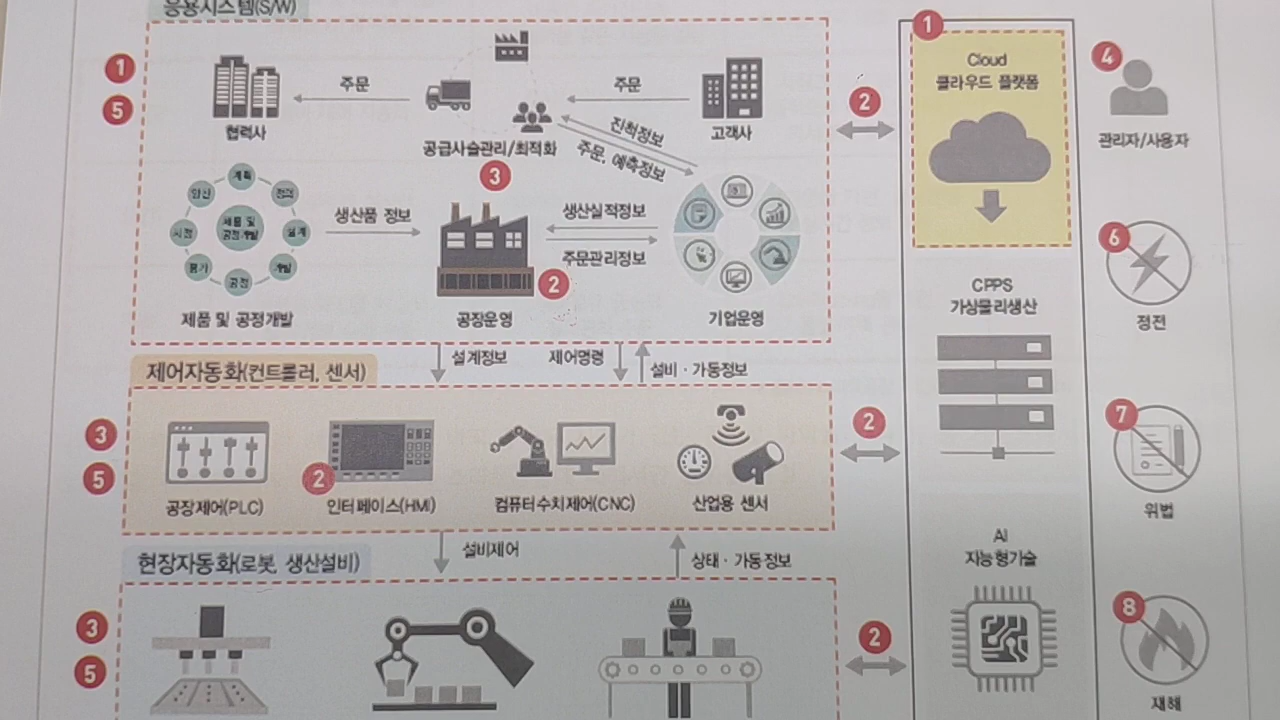 응용시스템(S/W)
1
5
주문
주문
협력사
고객사
공급사슬관리/최적화
진척정보
주문, 예측정보
3
계획
설계
개발
공정
평가
시정
양산
제품 및
공정개발
생산품 정보
생산실적정보
주문관리정보
2
제품 및 공정개발
공장운영
기업운영
설계정보
제어명령
설비·가동정보
제어자동화(컨트롤러, 센서)
3
5
2
공장제어(PLC)
인터페이스(HMI)
컴퓨터수치제어(CNC)
산업용 센서
설비제어
상태·가동정보
현장자동화(로봇, 생산설비)
3
5
2
2
2
1
Cloud
클라우드 플랫폼
CPPS
가상물리생산
AI
지능형기술
4
관리자/사용자
6
정전
7
위법
8
재해